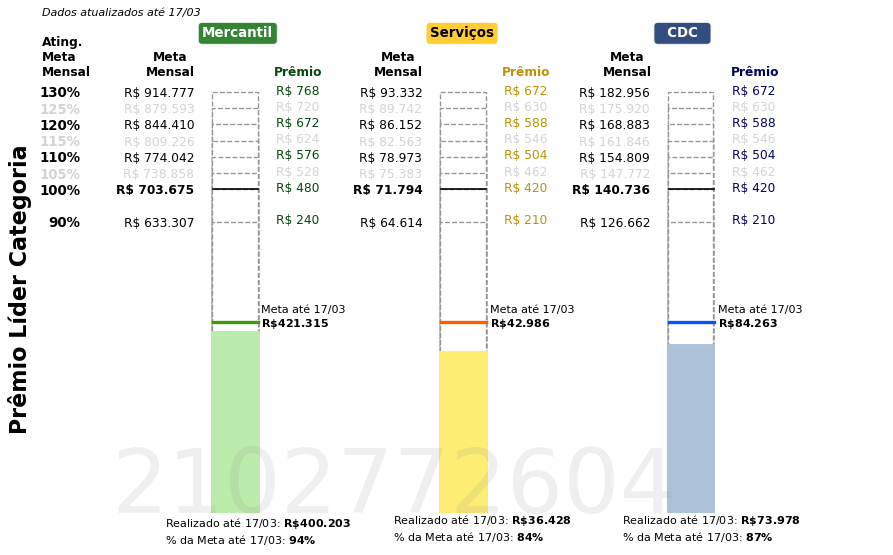 Dados atualizados até 17/03
Mercantil
Serviços
CDC
Ating.
Meta
Mensal
Meta
Mensal
Prêmio
Meta
Mensal
Prêmio
Meta
Mensal
Prêmio
130% R$ 914.777 R$ 768 R$ 93.332 R$ 672 R$ 182.956 R$ 672
125% R$ 879.593 R$ 720 R$ 89.742 R$ 630 R$ 175.920 R$ 630
120% R$ 844.410 R$ 672 R$ 86.152 R$ 588 R$ 168.883 R$ 588
115% R$ 809.226 R$ 624 R$ 82.563 R$ 546 R$ 161.846 R$ 546
110% R$ 774.042 R$ 576 R$ 78.973 R$ 504 R$ 154.809 R$ 504
105% R$ 738.858 R$ 528 R$ 75.383 R$ 462 R$ 147.772 R$ 462
100% R$ 703.675 R$ 480 R$ 71.794 R$ 420 R$ 140.736 R$ 420
90% R$ 633.307 R$ 240 R$ 64.614 R$ 210 R$ 126.662 R$ 210
Prêmio Líder Categoria
Meta até 17/03
R$421.315
Meta até 17/03
R$42.986
Meta até 17/03
R$84.263
2102772604
Realizado até 17/03: R$400.203
% da Meta até 17/03: 94%
Realizado até 17/03: R$36.428
% da Meta até 17/03: 84%
Realizado até 17/03: R$73.978
% da Meta até 17/03: 87%